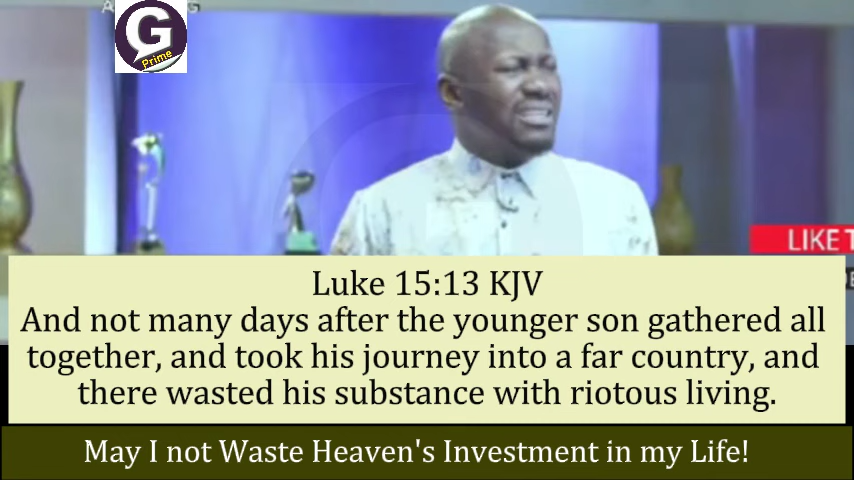 G
Prime
LIKE T
Luke 15:13 KJV
And not many days after the younger son gathered all
together, and took his journey into a far country, and
there wasted his substance with riotous living.
May I not Waste Heaven's Investment in my Life!